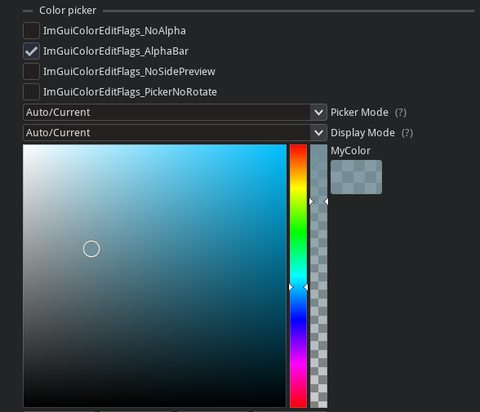 Color picker
ImGuiColorEditFlags_NoAlpha
ImGuiColorEditFlags_AlphaBar
ImGuiColorEditFlags_NoSidePreview
ImGuiColorEditFlags_PickerNoRotate
Auto/Current Picker Mode (?)
Auto/Current Display Mode (?)
MyColor